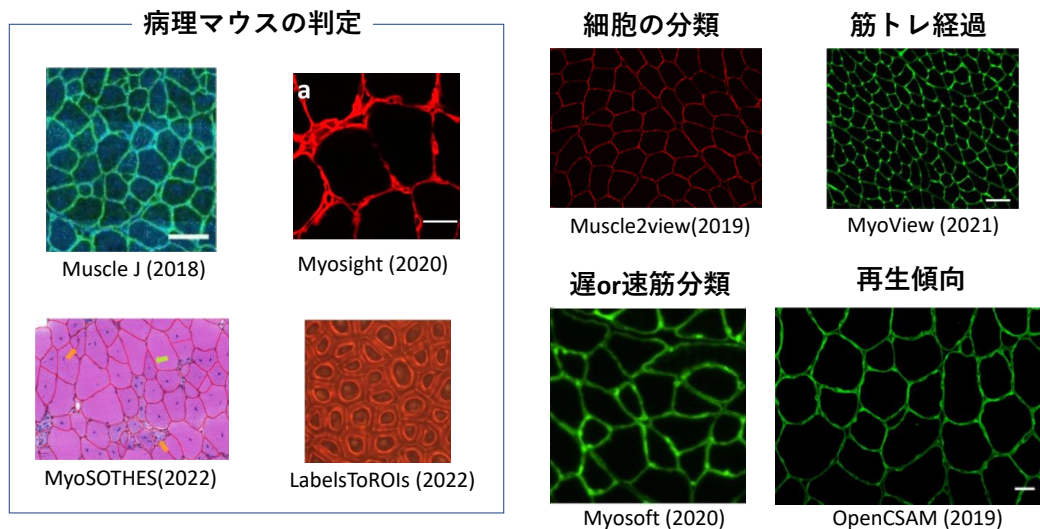 病理マウスの判定
a
Muscle J (2018)
Myosight (2020)
MyoSOTHES(2022)
LabelsToROIs (2022)
細胞の分類
筋トレ経過
Muscle2view(2019)
MyoView (2021)
遅or速筋分類
再生傾向
Myosoft (2020)
OpenCSAM (2019)